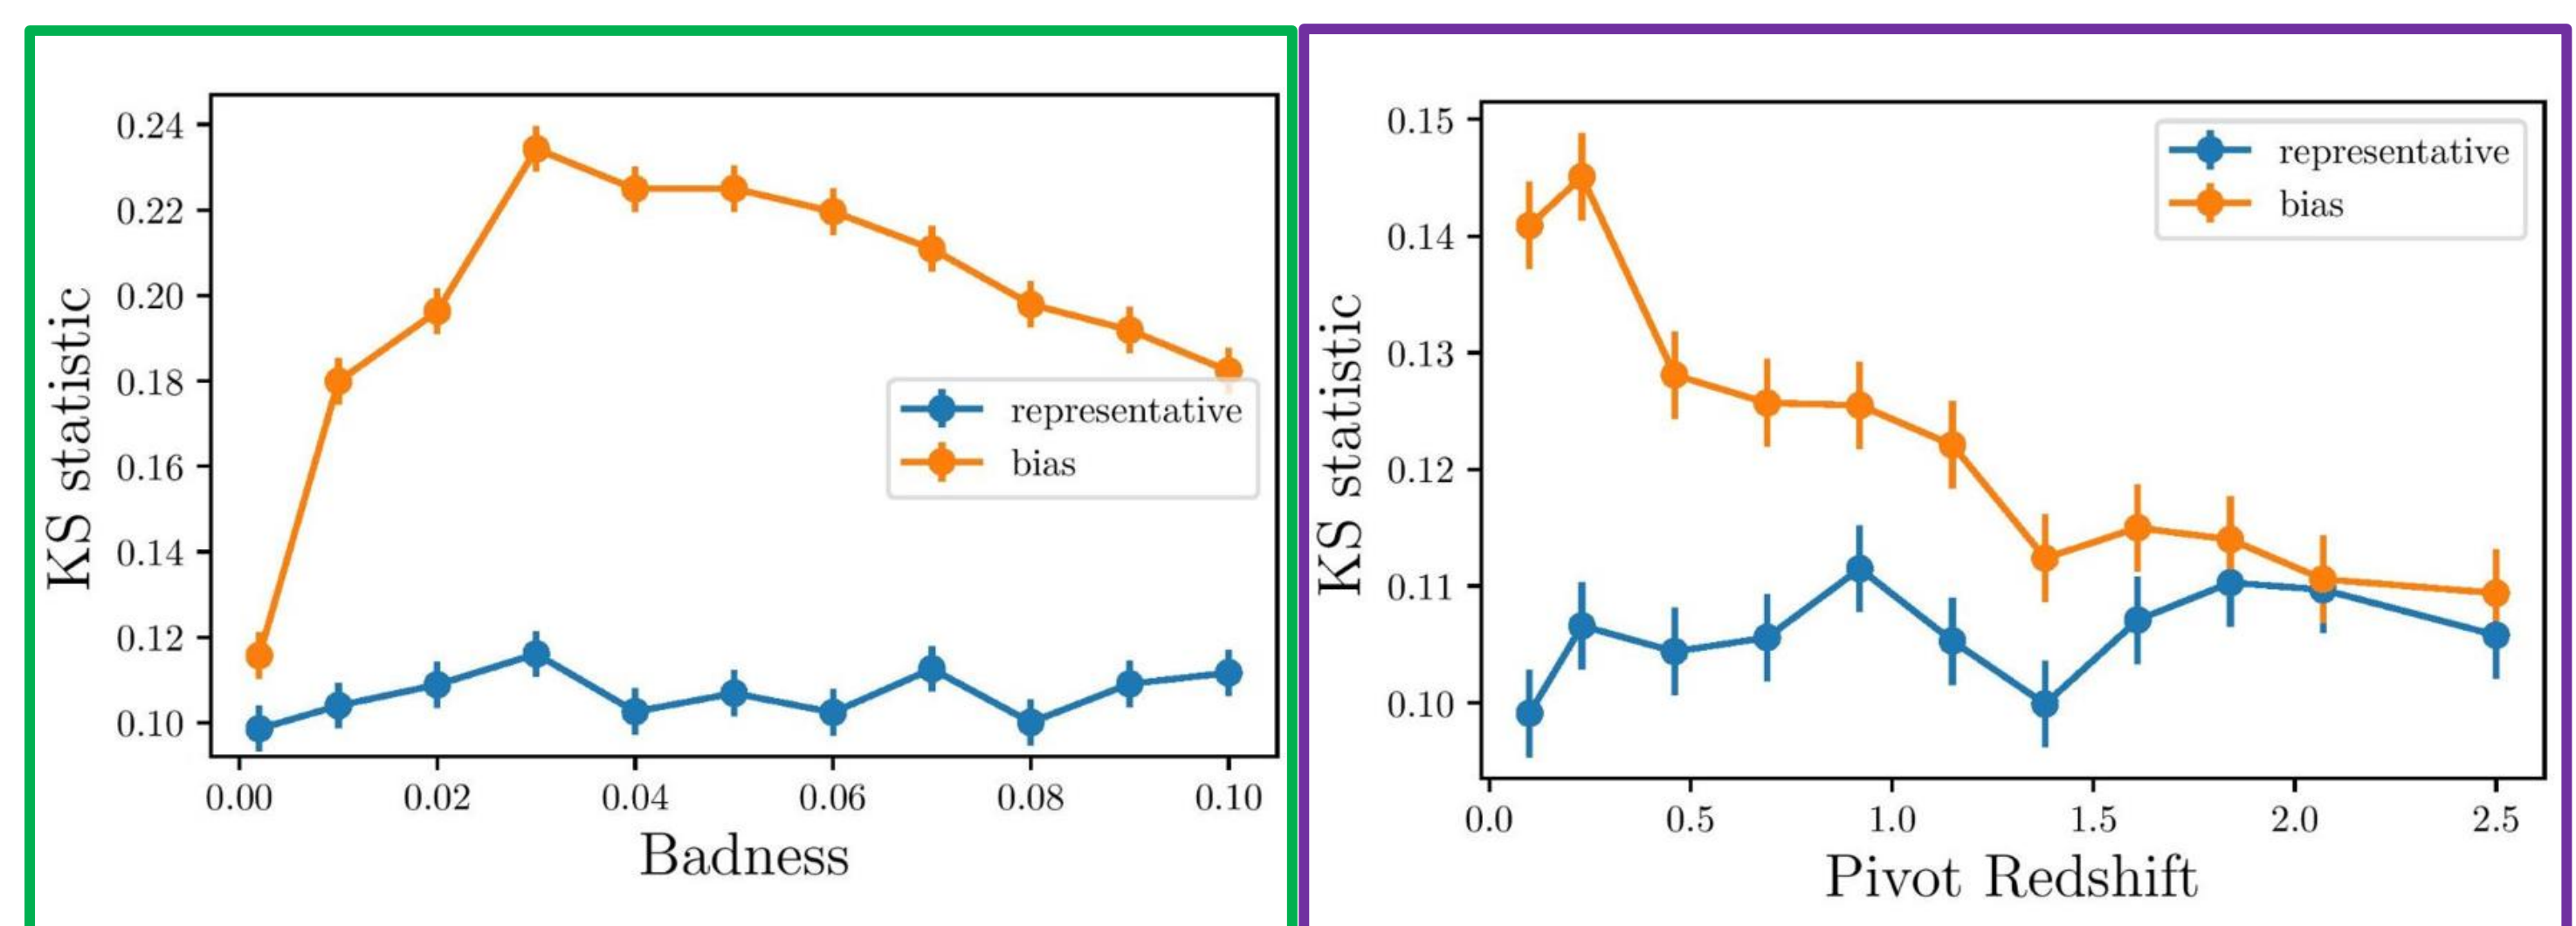 KS statistic
0.24
0.22
0.20
0.18
0.16
0.14
0.12
0.10
representative
bias
0.00 0.02 0.04 0.06 0.08 0.10
Badness
KS statistic
0.15
0.14
0.13
0.12
0.11
0.10
representative
bias
0.0 0.5 1.0 1.5 2.0 2.5
Pivot Redshift